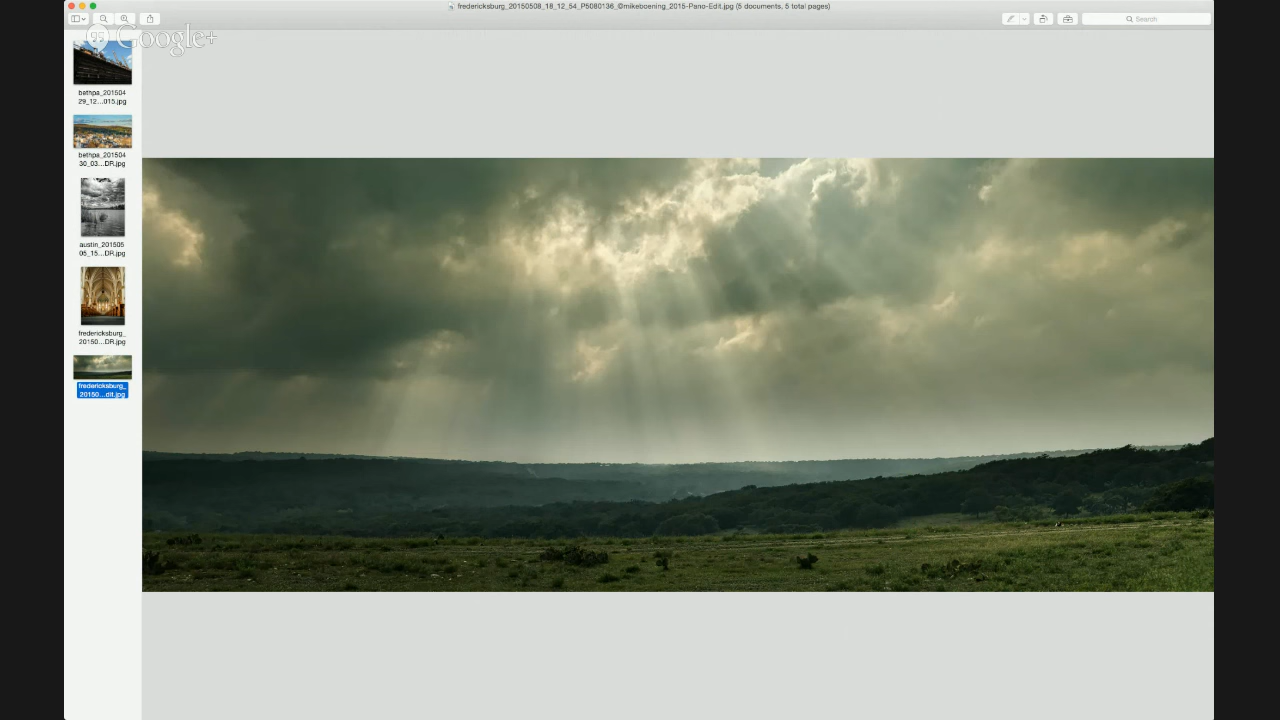 fredericksburg_20150508_18_12_54_P5080136_©mikeboening_2015-Pano-Edit.jpg (5 documents, 5 total pages)
Search
Google+
bethpa_201504
29_12...015.jpg
bethpa_201504
30_03...DR.jpg
austin_201505
05_15...DR.jpg
fredericksburg_
20150...DR.jpg
fredericksburg_
20150...dit.jpg